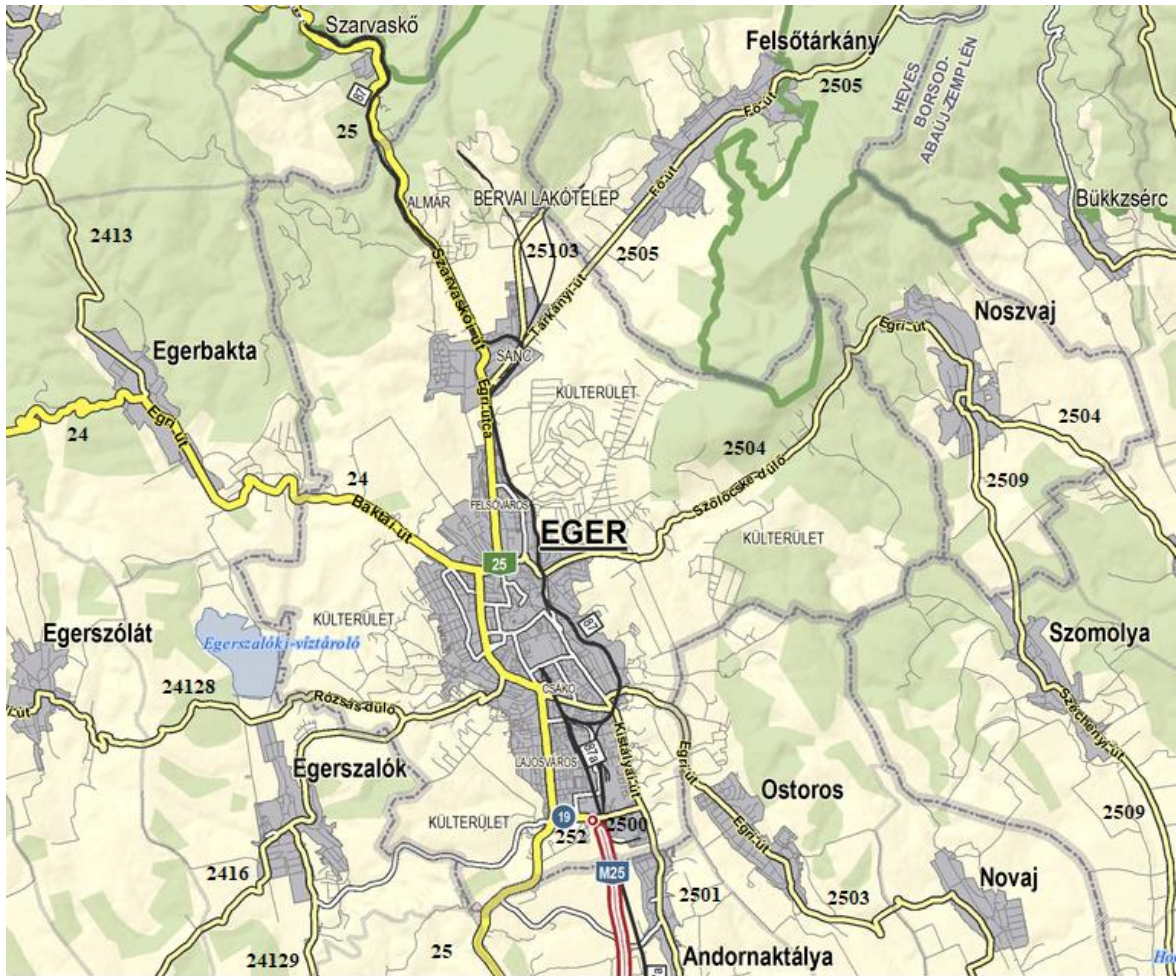 Szarvaskő
Felsőtárkány
2505
87
25
HEVES
BORSOD-
ABAÚJ-ZEMPLÉN
Fő-út
Fő-út
ALMÁR
BERVAI LAKÓTELEP
Bükkzsérc
2413
25103
2505
Szarvaskői-út
Tárkányi-út
Noszvaj
Egri-út
Egerbakta
SÁNC
Egri-utca
KÜLTERÜLET
Egri-út
24
2504
2504
24
Szőlőcske-dűlő
2509
Baktai-út
FELSŐVÁROS
EGER
KÜLTERÜLET
25
KÜLTERÜLET
87
Egerszólát
Egerszalóki-víztároló
Szomolya
24128
Rózsás-dűlő
CSÁKÓ
Széchenyi-út
Kistályai-út
Egri-út
87a
LAJOSVÁROS
Egerszalók
Ostoros
KÜLTERÜLET
19
252
2500
Egri-út
2509
2416
M25
2501
2503
Novaj
24129
25
Andornaktálya